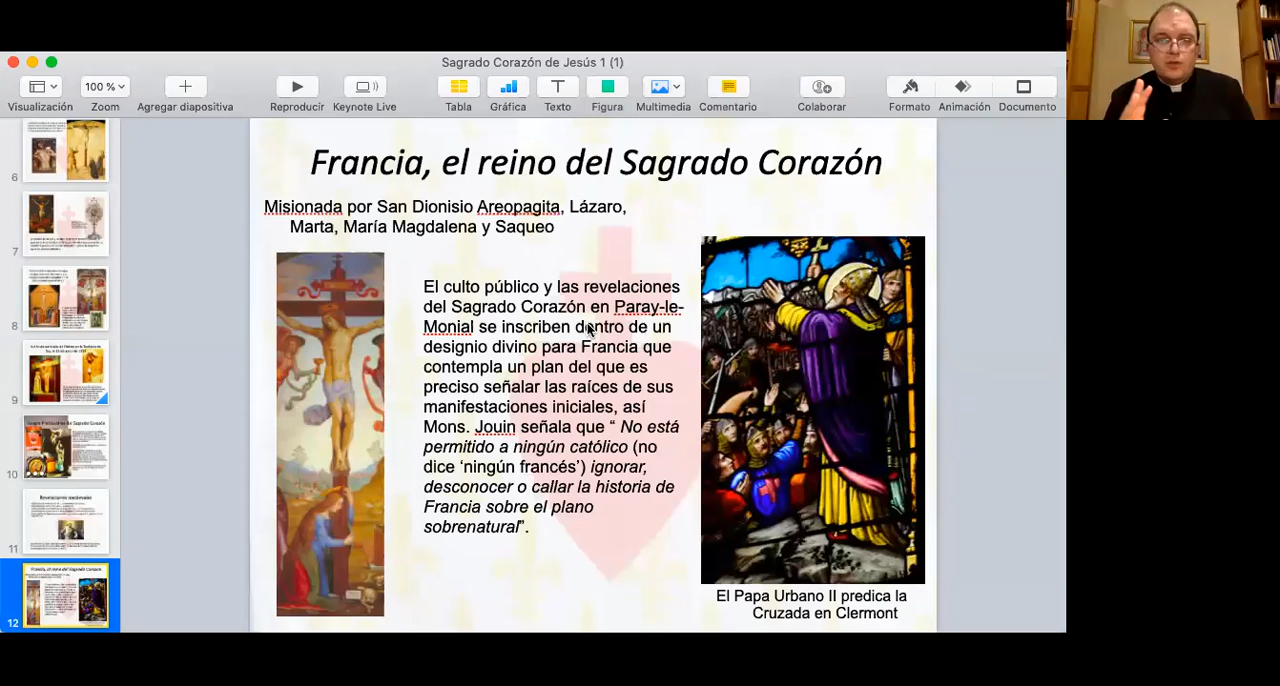 Sagrado Corazón de Jesús 1 (1)
100 %
Visualización Zoom Agregar diapositiva Reproducir Keynote Live Tabla Gráfica Texto Figura Multimedia Comentario Colaborar Formato Animación Documento
6
7
8
9
10
11
12
Francia, el reino del Sagrado Corazón
Misionada por San Dionisio Areopagita, Lázaro,
Marta, María Magdalena y Saqueo
El culto público y las revelaciones
del Sagrado Corazón en Paray-le-
Monial se inscriben dentro de un
designio divino para Francia que
contempla un plan del que es
preciso señalar las raíces de sus
manifestaciones iniciales, así
Mons. Jouin señala que “ No está
permitido a ningún católico (no
dice ‘ningún francés’) ignorar,
desconocer o callar la historia de
Francia sobre el plano
sobrenatural”.
El Papa Urbano II predica la
Cruzada en Clermont